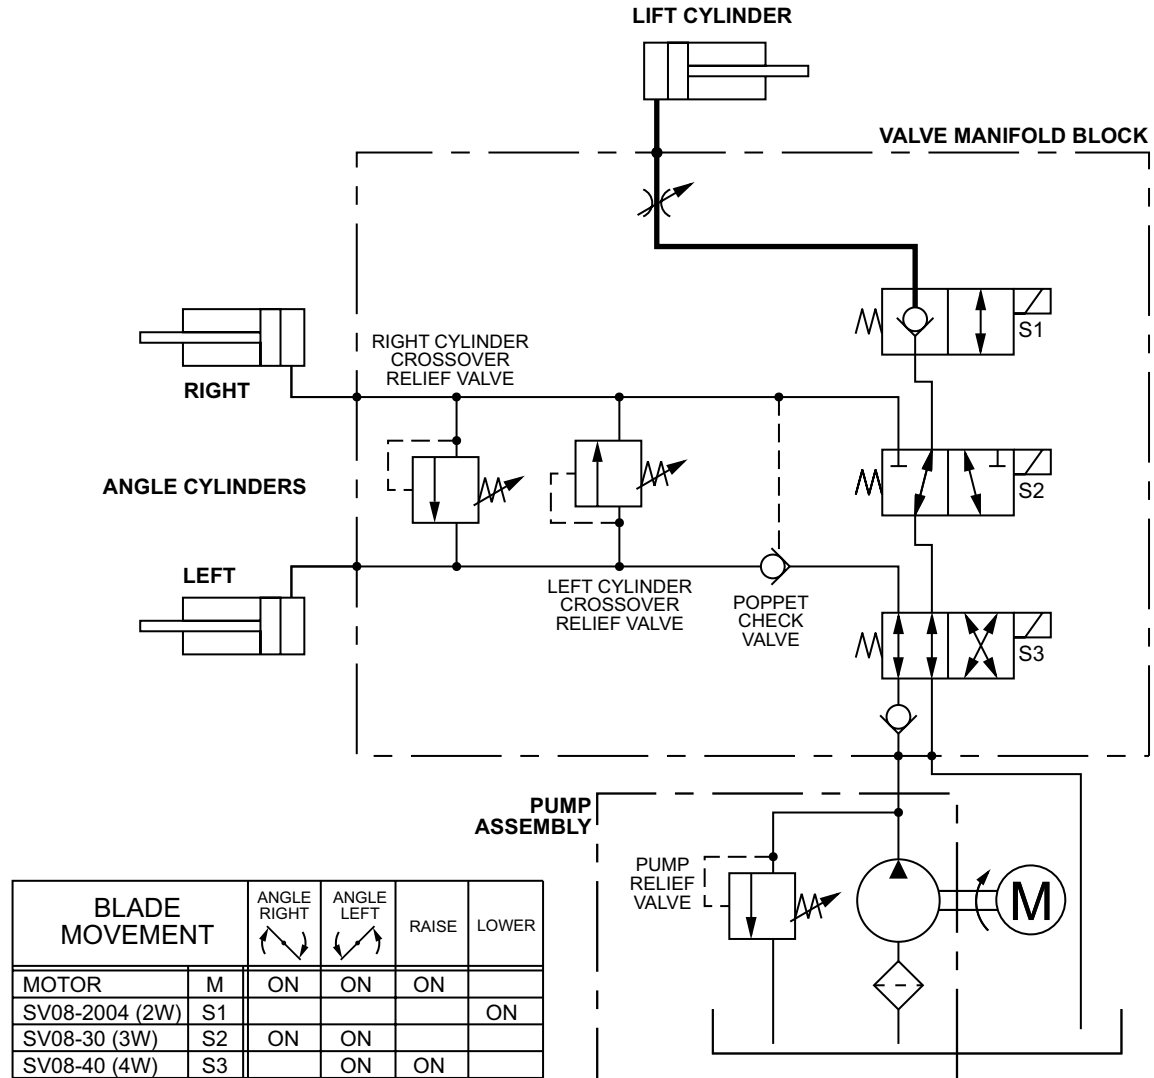 LIFT CYLINDER
VALVE MANIFOLD BLOCK
S1
RIGHT CYLINDER
CROSSOVER
RELIEF VALVE
RIGHT
ANGLE CYLINDERS
S2
LEFT
LEFT CYLINDER
CROSSOVER
RELIEF VALVE
POPPET
CHECK
VALVE
S3
PUMP
ASSEMBLY
PUMP
RELIEF
VALVE
M
BLADE
MOVEMENT
ANGLE
RIGHT
ANGLE
LEFT
RAISE
LOWER
MOTOR M ON ON ON
SV08-2004 (2W) S1 ON
SV08-30 (3W) S2 ON ON
SV08-40 (4W) S3 ON ON